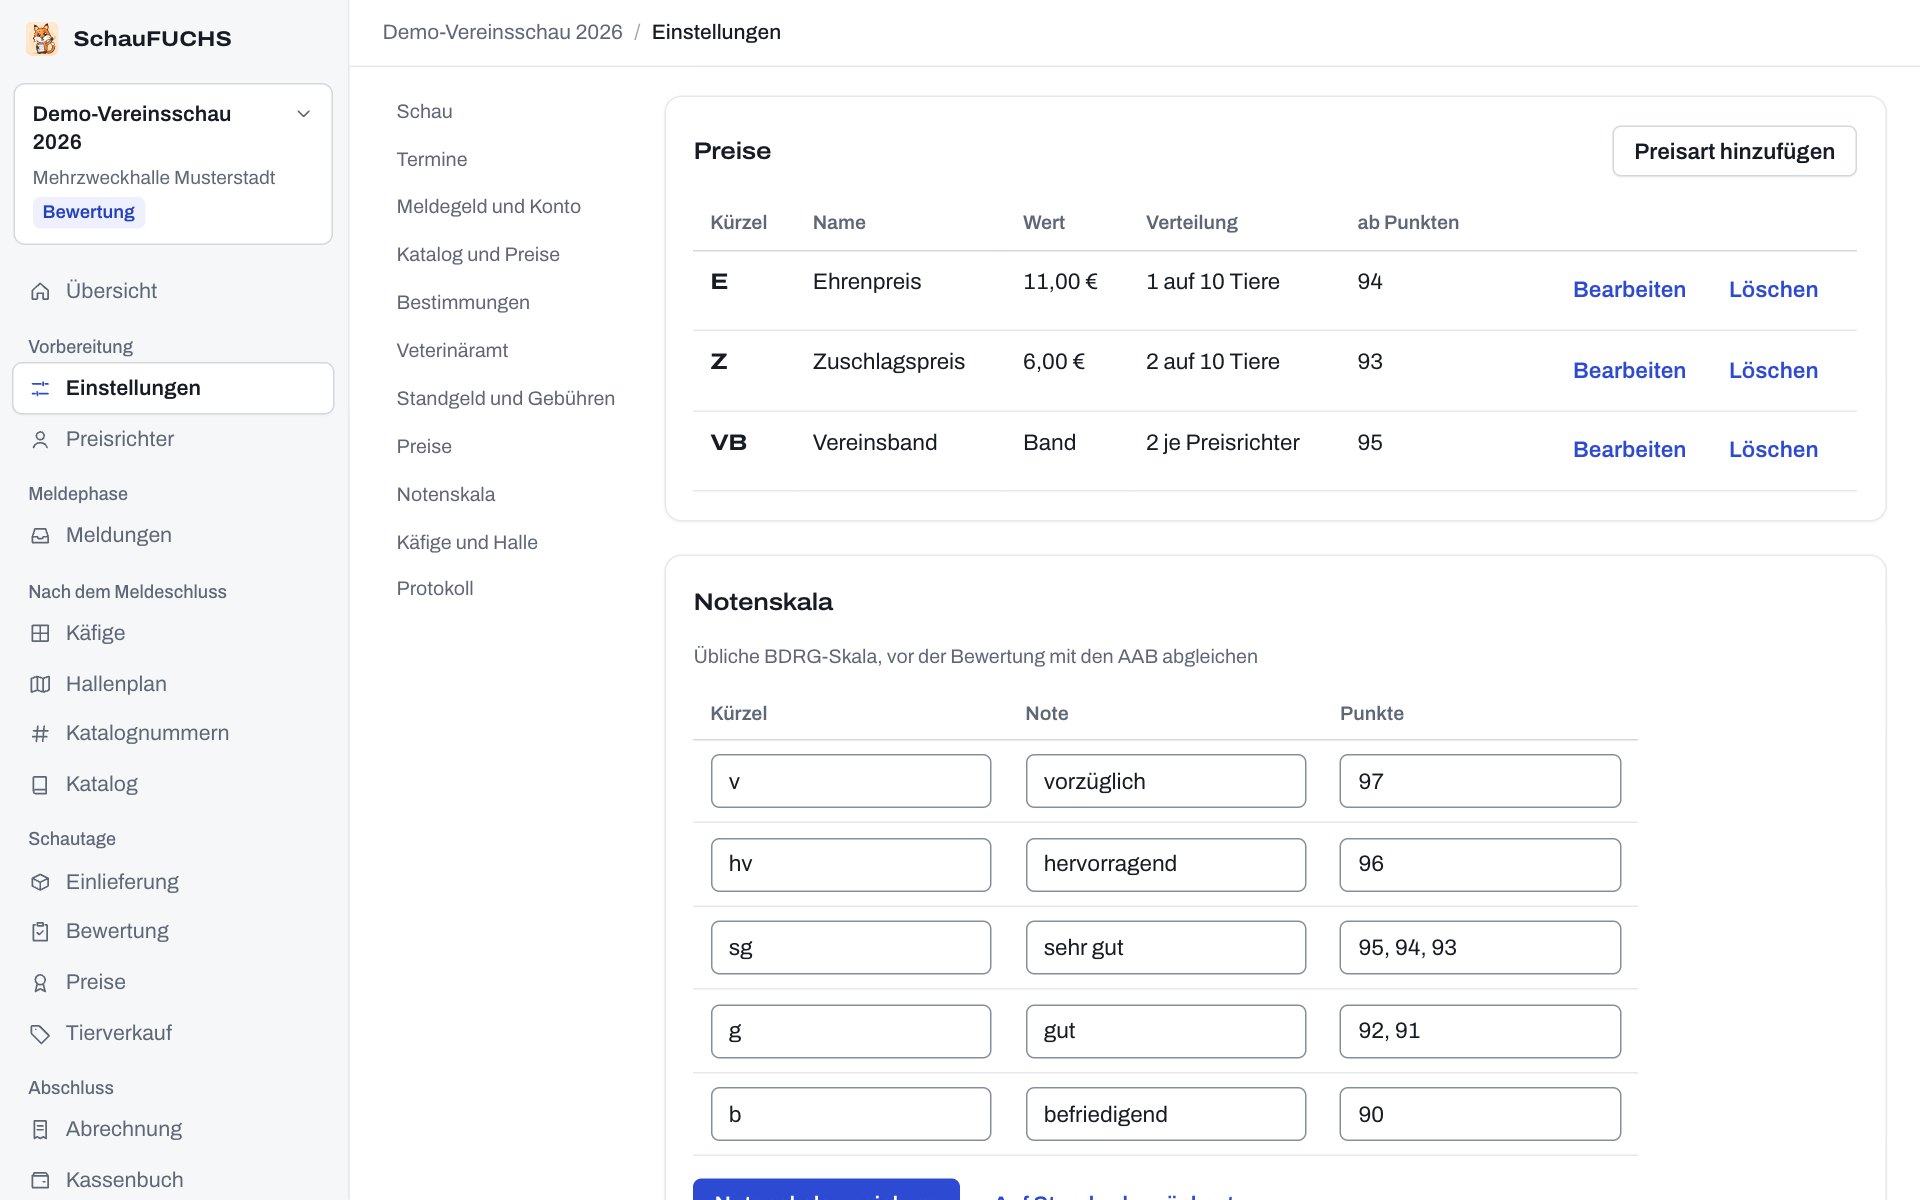 SchauFUCHS
Demo-Vereinsschau 2026
Mehrzweckhalle Musterstadt
Bewertung
Übersicht
Vorbereitung
Einstellungen
Preisrichter
Meldephase
Meldungen
Nach dem Meldeschluss
Käfige
Hallenplan
Katalognummern
Katalog
Schautage
Einlieferung
Bewertung
Preise
Tierverkauf
Abschluss
Abrechnung
Kassenbuch
Demo-Vereinsschau 2026 / Einstellungen
Schau
Termine
Meldegeld und Konto
Katalog und Preise
Bestimmungen
Veterinäramt
Standgeld und Gebühren
Preise
Notenskala
Käfige und Halle
Protokoll
Preise
Preisart hinzufügen
Kürzel Name Wert Verteilung ab Punkten
E Ehrenpreis 11,00 € 1 auf 10 Tiere 94 Bearbeiten Löschen
Z Zuschlagspreis 6,00 € 2 auf 10 Tiere 93 Bearbeiten Löschen
VB Vereinsband Band 2 je Preisrichter 95 Bearbeiten Löschen
Notenskala
Übliche BDRG-Skala, vor der Bewertung mit den AAB abgleichen
Kürzel Note Punkte
v vorzüglich 97
hv hervorragend 96
sg sehr gut 95, 94, 93
g gut 92, 91
b befriedigend 90